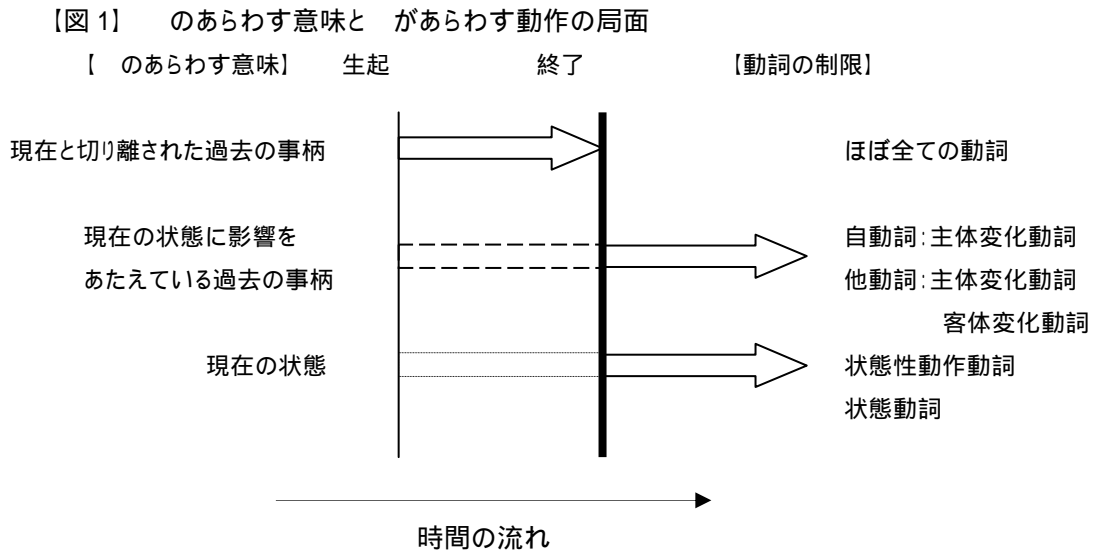 【図 1】 のあらわす意味と があらわす動作の局面
【 のあらわす意味】 生起 終了 【動詞の制限】
現在と切り離された過去の事柄 ほぼ全ての動詞
現在の状態に影響を 自動詞:主体変化動詞
あたえている過去の事柄 他動詞:主体変化動詞
客体変化動詞
現在の状態 状態性動作動詞
状態動詞
時間の流れ